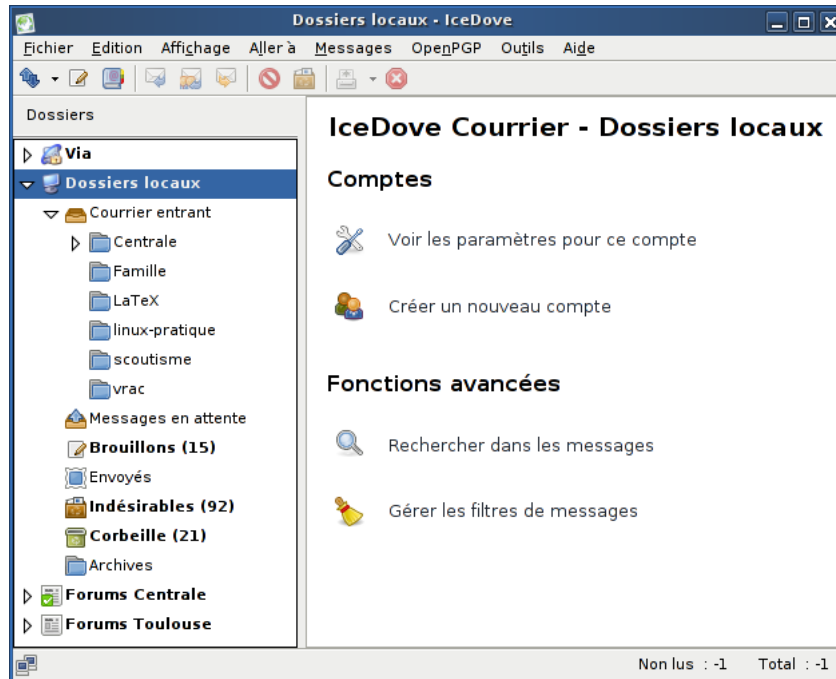 Dossiers locaux - IceDove
Fichier Edition Affichage Aller à Messages OpenPGP Outils Aide
Dossiers
Via
Dossiers locaux
Courrier entrant
Centrale
Famille
LaTeX
linux-pratique
scoutisme
vrac
Messages en attente
Brouillons (15)
Envoyés
Indésirables (92)
Corbeille (21)
Archives
Forums Centrale
Forums Toulouse
IceDove Courrier - Dossiers locaux
Comptes
Voir les paramètres pour ce compte
Créer un nouveau compte
Fonctions avancées
Rechercher dans les messages
Gérer les filtres de messages
Non lus : -1 Total : -1